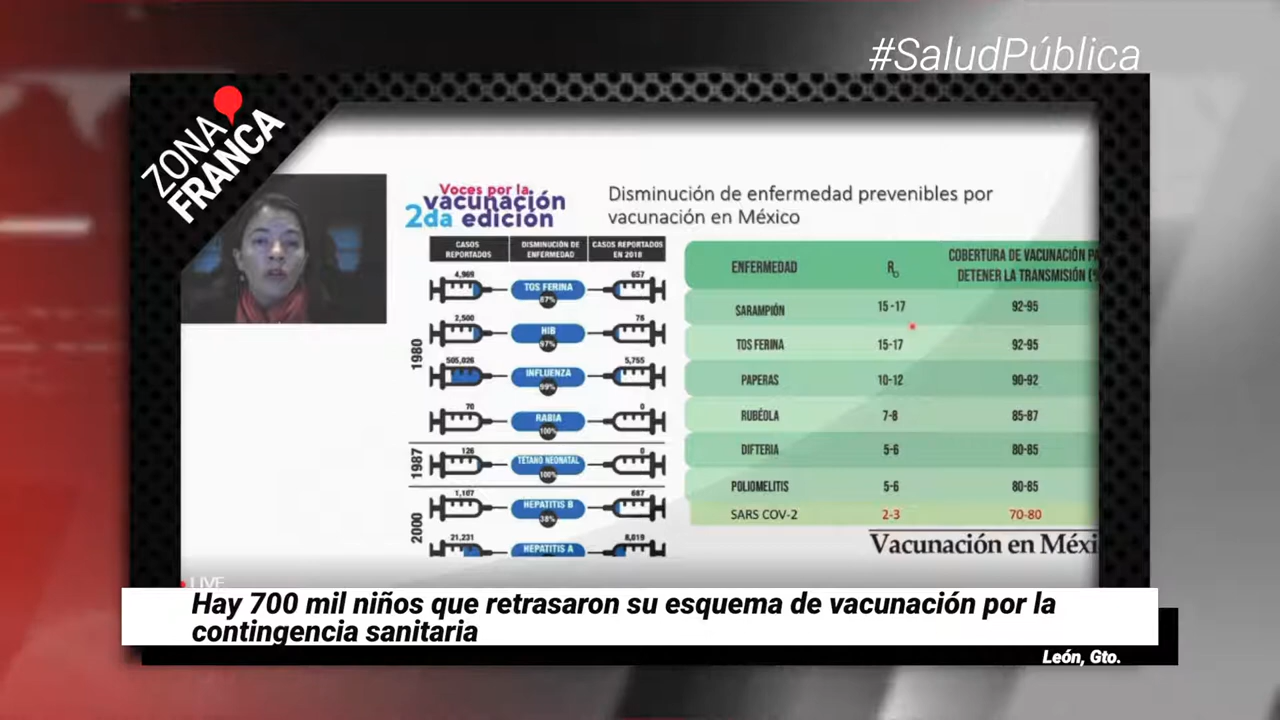 #SaludPública
ZONA
FRANCA
Voces por la
vacunación
2da edición
Disminución de enfermedad prevenibles por
vacunación en México
CASOS REPORTADOS
DISMINUCIÓN DE ENFERMEDAD
CASOS REPORTADOS EN 2018
1980
4,969 TOS FERINA 87% 657
2,500 HIB 97% 76
505,026 INFLUENZA 99% 5,755
70 RABIA 100% 0
1987
126 TETANO NEONATAL 100% 0
2000
1,107 HEPATITIS B 38% 687
21,231 HEPATITIS A 8,019
ENFERMEDAD R0 COBERTURA DE VACUNACIÓN PA
DETENER LA TRANSMISIÓN (%
SARAMPIÓN 15-17 92-95
TOS FERINA 15-17 92-95
PAPERAS 10-12 90-92
RUBÉOLA 7-8 85-87
DIFTERIA 5-6 80-85
POLIOMELITIS 5-6 80-85
SARS COV-2 2-3 70-80
Vacunación en Méxi
LIVE
Hay 700 mil niños que retrasaron su esquema de vacunación por la
contingencia sanitaria
León, Gto.